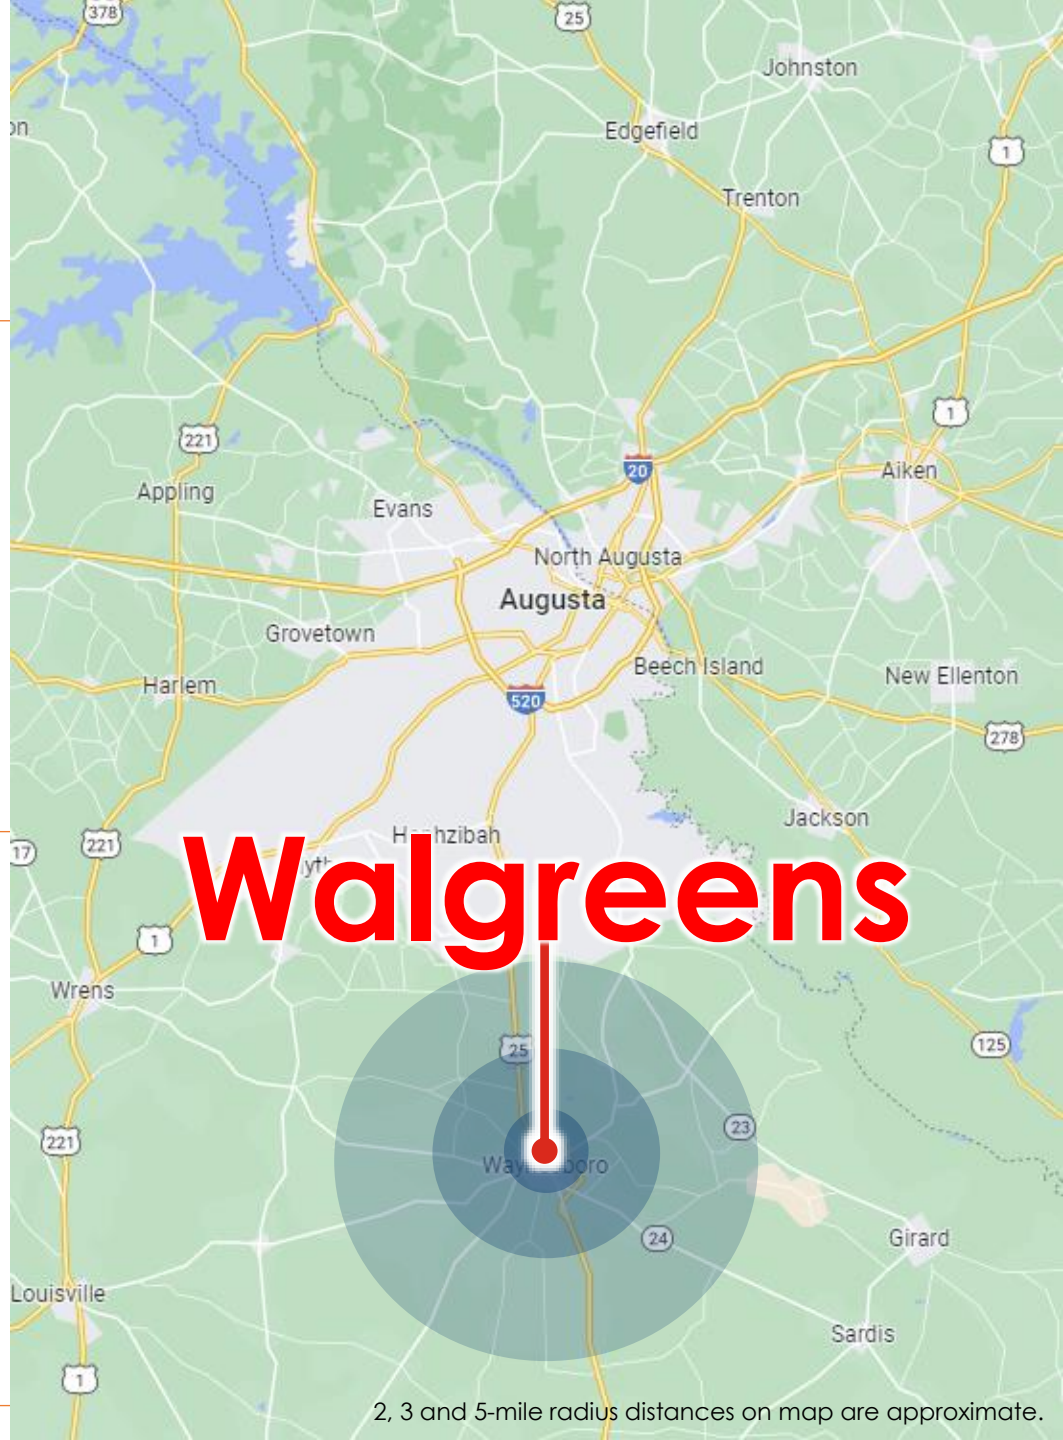 378
25
Johnston
on
Edgefield
1
Trenton
1
221
20
Aiken
Appling
Evans
North Augusta
Augusta
Grovetown
Beech Island
Harlem
New Ellenton
520
278
Jackson
17
221
Walgreens
1
Wrens
25
125
23
221
24
Girard
Louisville
Sardis
1
2, 3 and 5-mile radius distances on map are approximate.